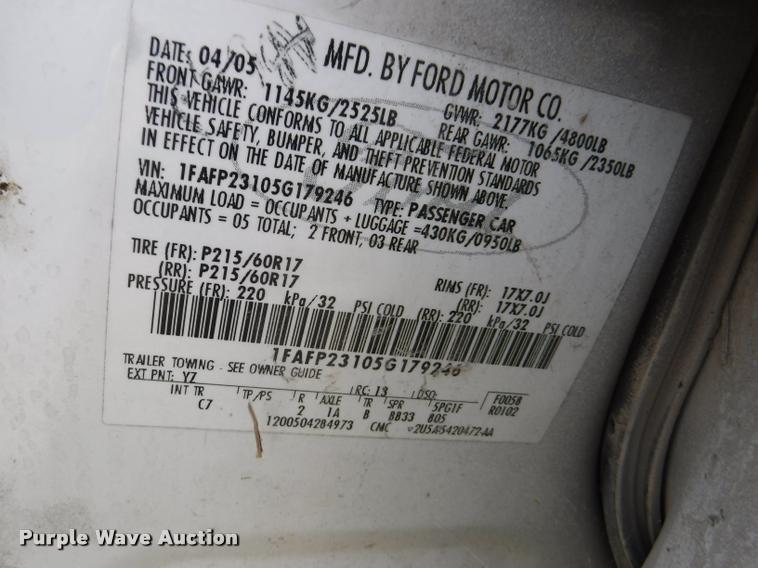 MFD. BY FORD MOTOR CO.
DATE: 04/05 GVWR: 2177KG/4800LB
FRONT GAWR: 1145KG/2525LB REAR GAWR: 1065KG/2350LB
THIS VEHICLE CONFORMS TO ALL APPLICABLE FEDERAL MOTOR
VEHICLE SAFETY, BUMPER, AND THEFT PREVENTION STANDARDS
IN EFFECT ON THE DATE OF MANUFACTURE SHOWN ABOVE.
VIN: 1FAFP23105G179246 TYPE: PASSENGER CAR
MAXIMUM LOAD = OCCUPANTS + LUGGAGE =430KG/0950LB
OCCUPANTS = 05 TOTAL; 2 FRONT, 03 REAR
TIRE (FR): P215/60R17 RIMS (FR): 17X7.0J
(RR): P215/60R17 (RR): 17X7.0J
PRESSURE (FR): 220 kPa/32 PSI COLD (RR): 220 kPa/32 PSI COLD
1FAFP23105G179246
TRAILER TOWING - SEE OWNER GUIDE
EXT PNT: YZ RC: 13 DSO: F0058
INT TR TP/PS R AXLE TR SPR 5PG1F R0102
C7 2 1A B BB33 805
1200504284973 CMC
Purple Wave Auction